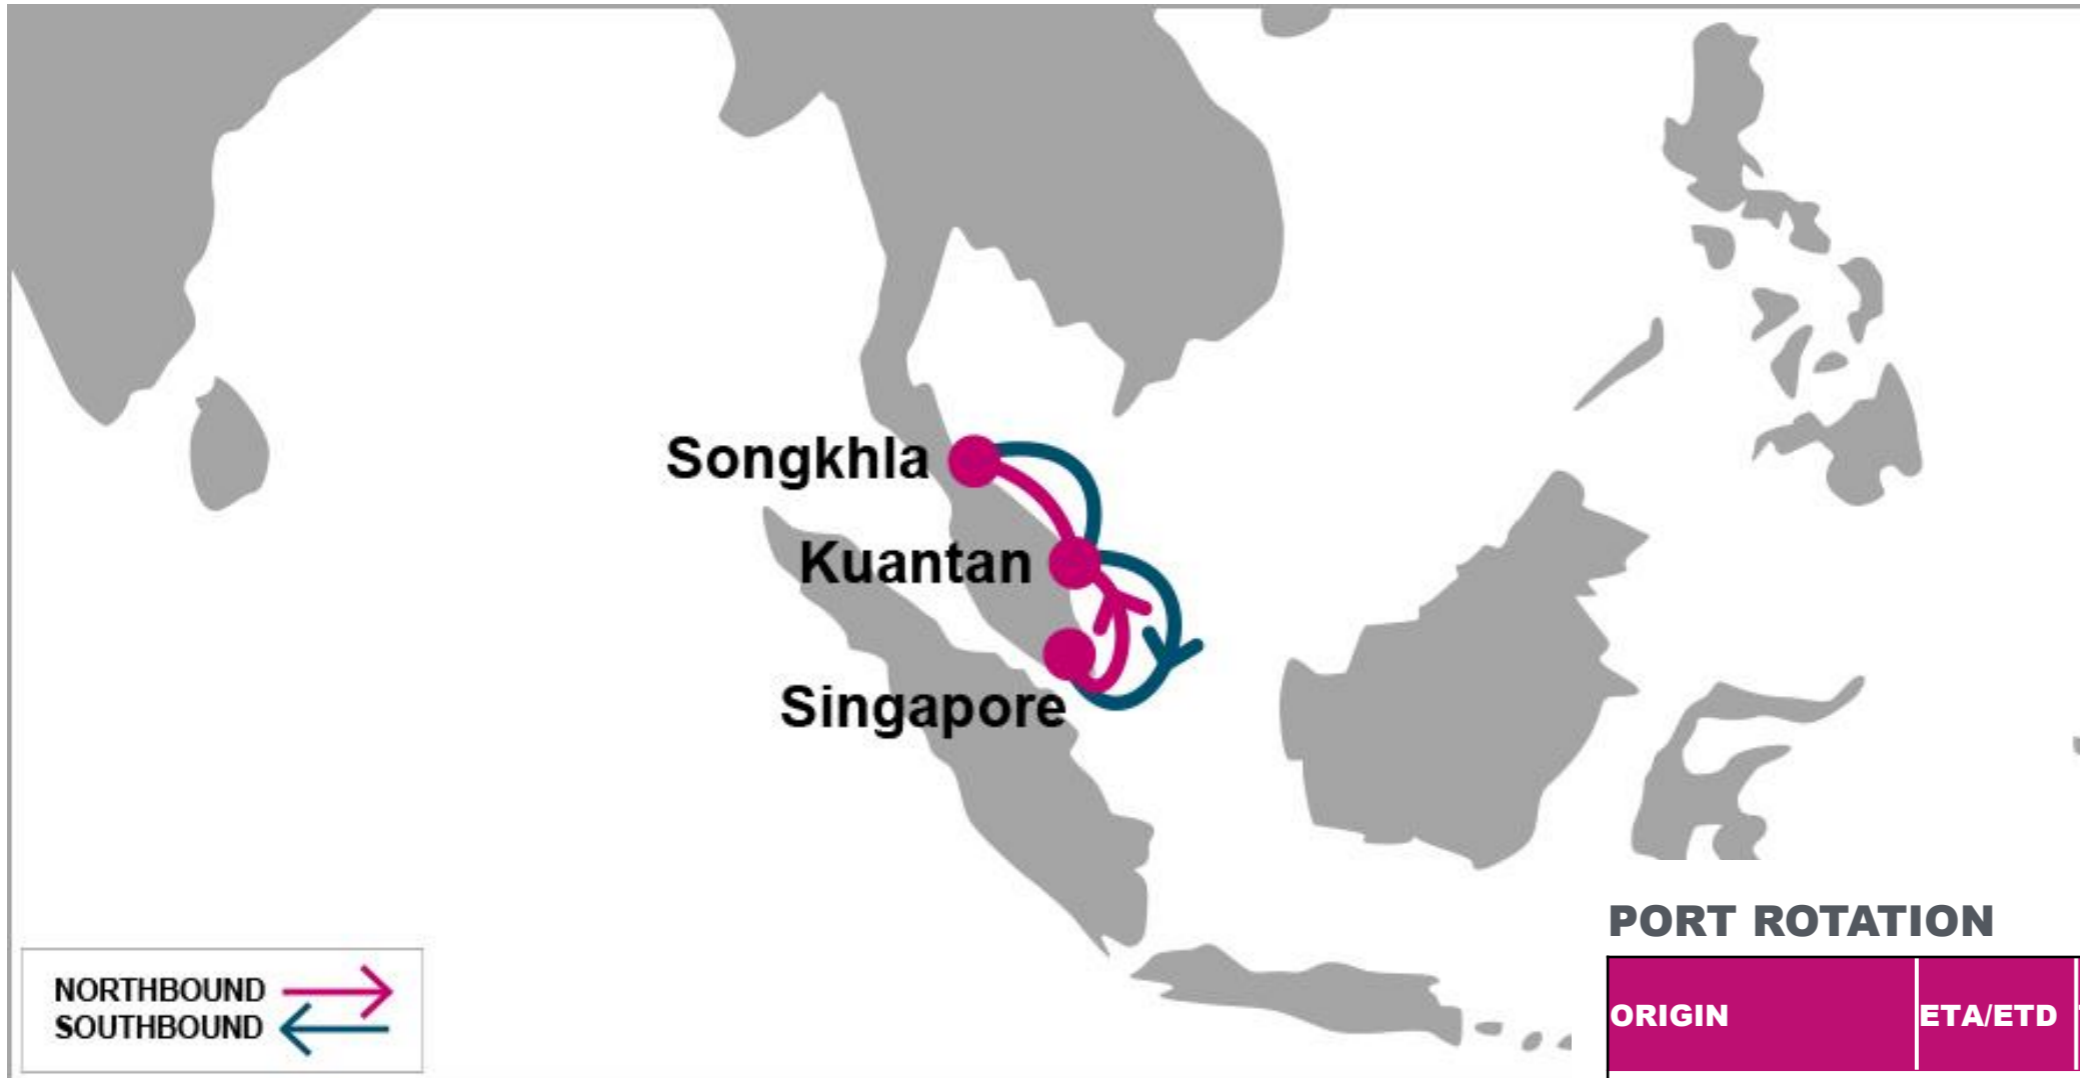 Songkhla
Kuantan
Singapore
NORTHBOUND
SOUTHBOUND
PORT ROTATION
ORIGIN ETA/ETD